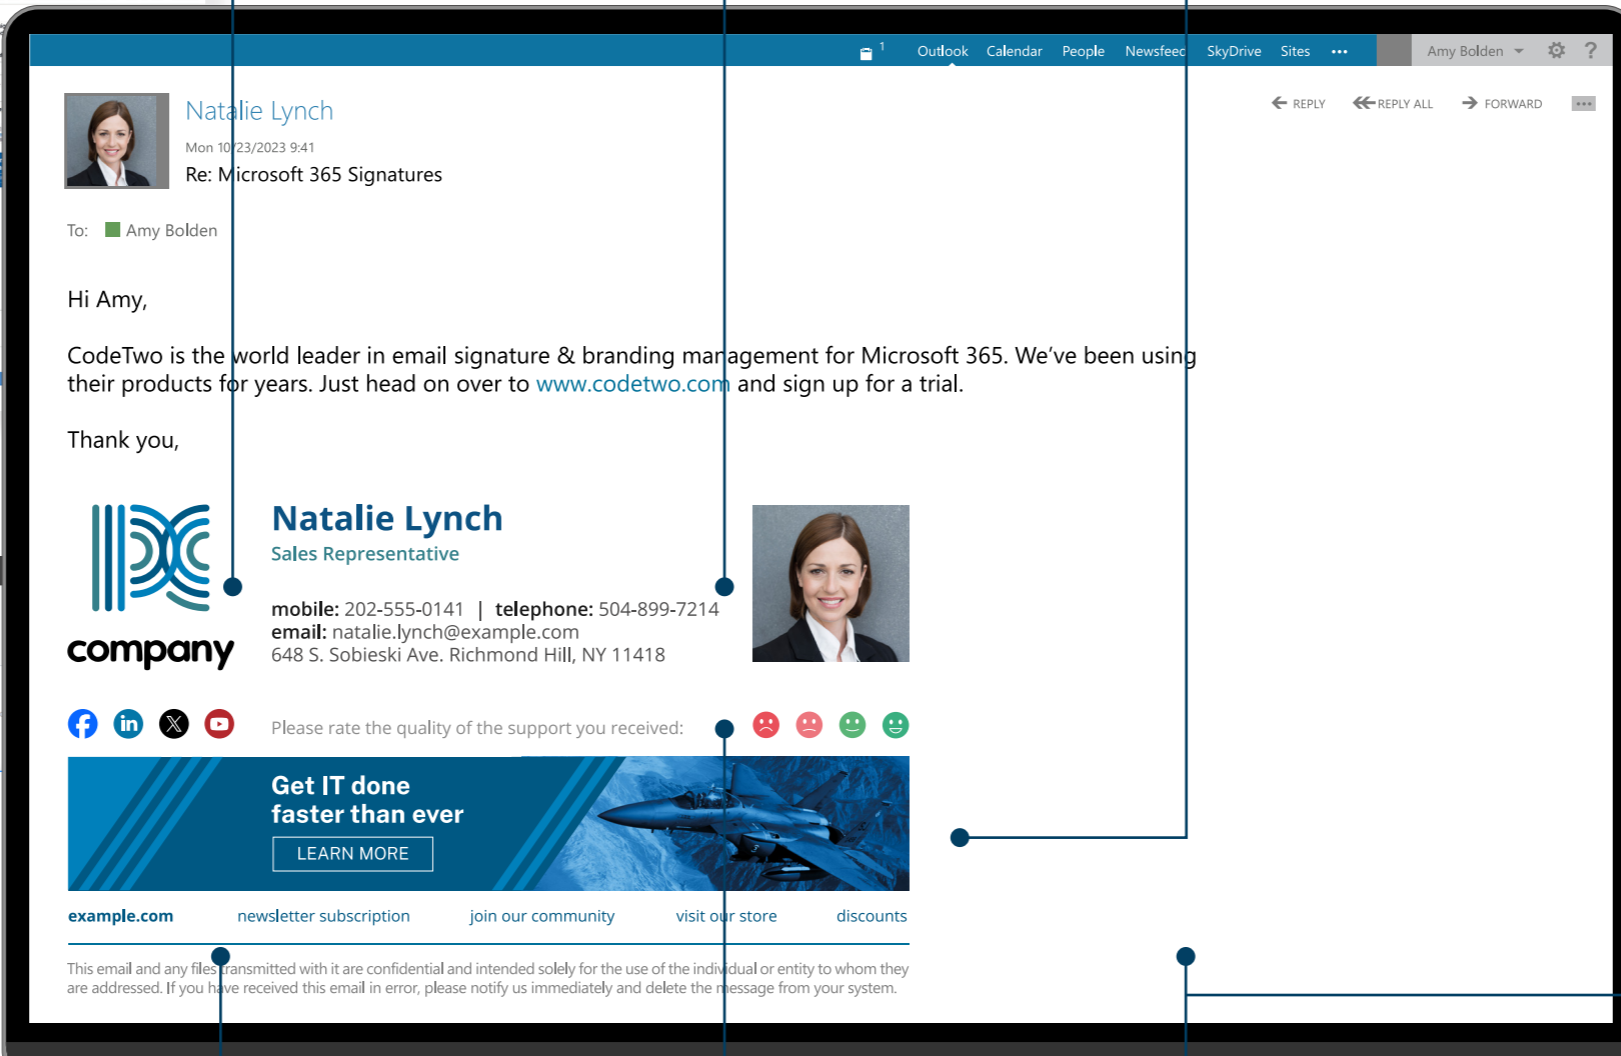 1
Outlook Calendar People Newsfeed SkyDrive Sites ••• Amy Bolden ?
Natalie Lynch
REPLY REPLY ALL FORWARD •••
Mon 10/23/2023 9:41
Re: Microsoft 365 Signatures
To: Amy Bolden
Hi Amy,
CodeTwo is the world leader in email signature & branding management for Microsoft 365. We've been using
their products for years. Just head on over to www.codetwo.com and sign up for a trial.
Thank you,
company
Natalie Lynch
Sales Representative
mobile: 202-555-0141 | telephone: 504-899-7214
email: natalie.lynch@example.com
648 S. Sobieski Ave. Richmond Hill, NY 11418
f in X
Please rate the quality of the support you received:
Get IT done
faster than ever
LEARN MORE
example.com newsletter subscription join our community visit our store discounts
This email and any files transmitted with it are confidential and intended solely for the use of the individual or entity to whom they
are addressed. If you have received this email in error, please notify us immediately and delete the message from your system.